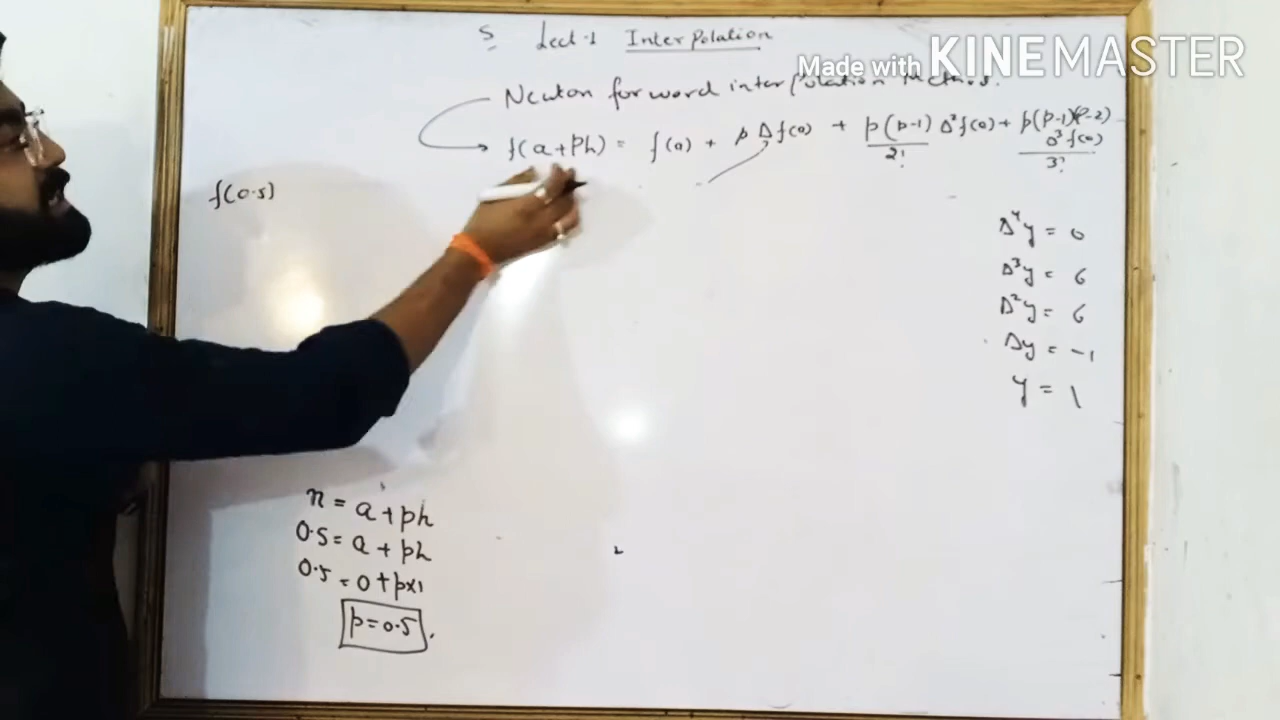 Lect-1 Interpolation
Made with KINEMASTER
Newton forword interpolation Method.
f(a+Ph) = f(a) + p Δf(a) + p(p-1)/2! Δ²f(a) + p(p-1)(p-2)/3! Δ³f(a)
f(0.5)
Δ⁴y = 0
Δ³y = 6
Δ²y = 6
Δy = -1
y = 1
x = a + ph
0.5 = a + ph
0.5 = 0 + p×1
p = 0.5